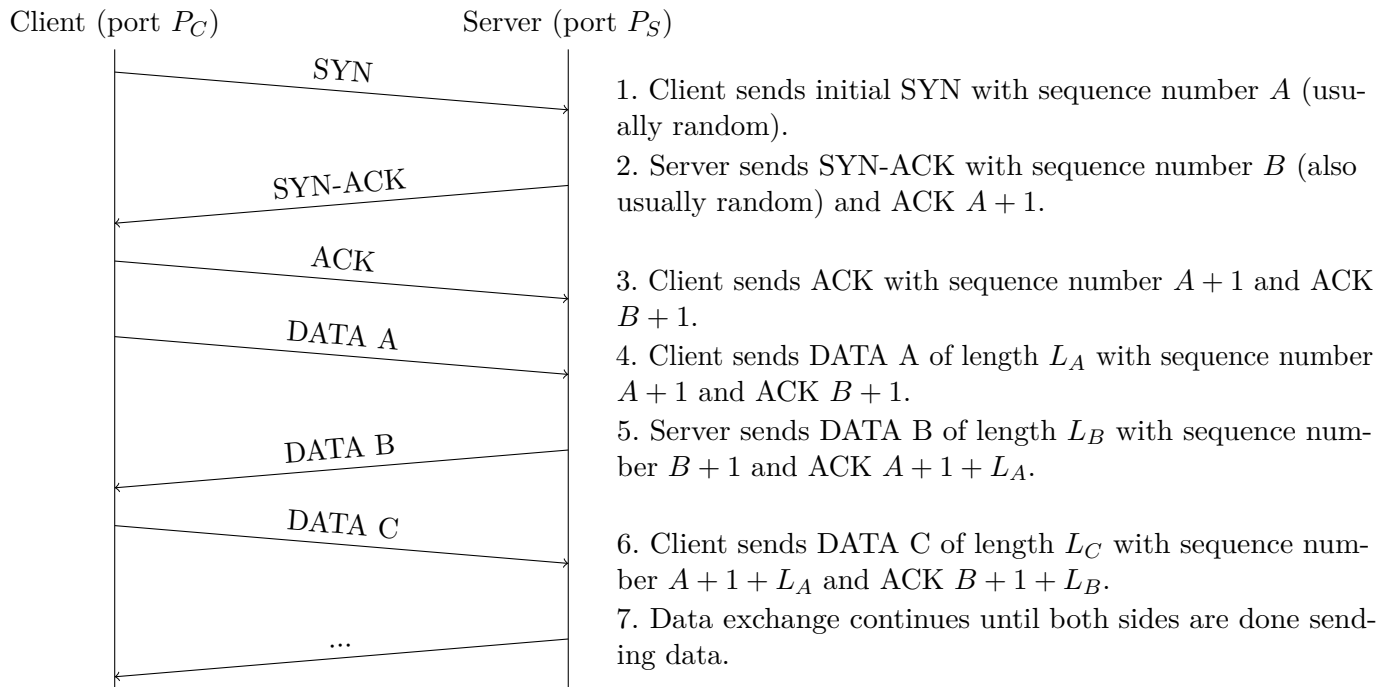 Client (port P_C) Server (port P_S)
SYN
1. Client sends initial SYN with sequence number A (usu-
ally random).
SYN-ACK
2. Server sends SYN-ACK with sequence number B (also
usually random) and ACK A + 1.
ACK
3. Client sends ACK with sequence number A + 1 and ACK
B + 1.
DATA A
4. Client sends DATA A of length L_A with sequence number
A + 1 and ACK B + 1.
DATA B
5. Server sends DATA B of length L_B with sequence num-
ber B + 1 and ACK A + 1 + L_A.
DATA C
6. Client sends DATA C of length L_C with sequence num-
ber A + 1 + L_A and ACK B + 1 + L_B.
...
7. Data exchange continues until both sides are done send-
ing data.